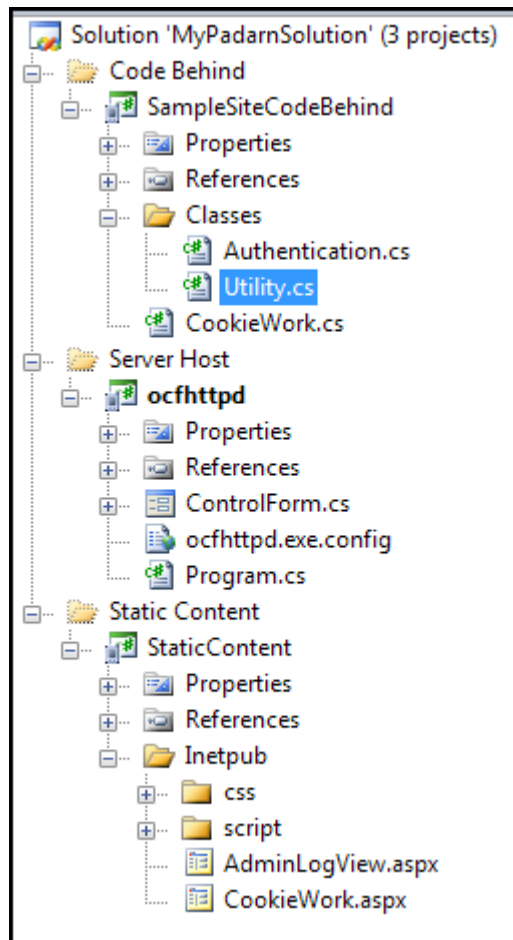 Solution 'MyPadarnSolution' (3 projects)
Code Behind
SampleSiteCodeBehind
Properties
References
Classes
Authentication.cs
Utility.cs
CookieWork.cs
Server Host
ocfhttpd
Properties
References
ControlForm.cs
ocfhttpd.exe.config
Program.cs
Static Content
StaticContent
Properties
References
Inetpub
css
script
AdminLogView.aspx
CookieWork.aspx